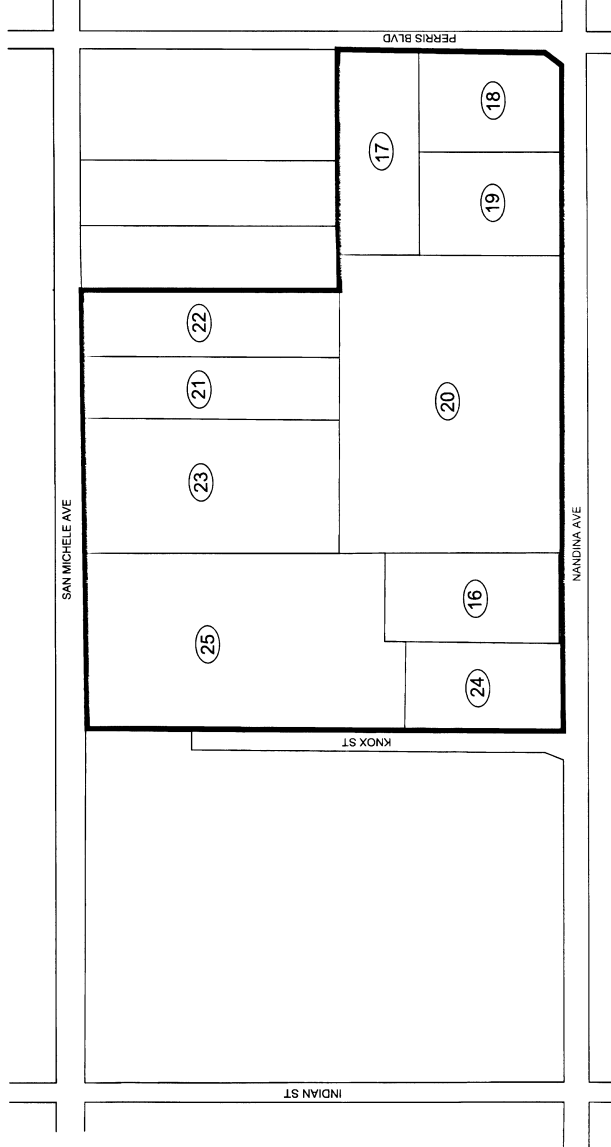 PERRIS BLVD
18
17
19
22
21
20
23
SAN MICHELE AVE
NANDINA AVE
16
25
24
KNOX ST
INDIAN ST